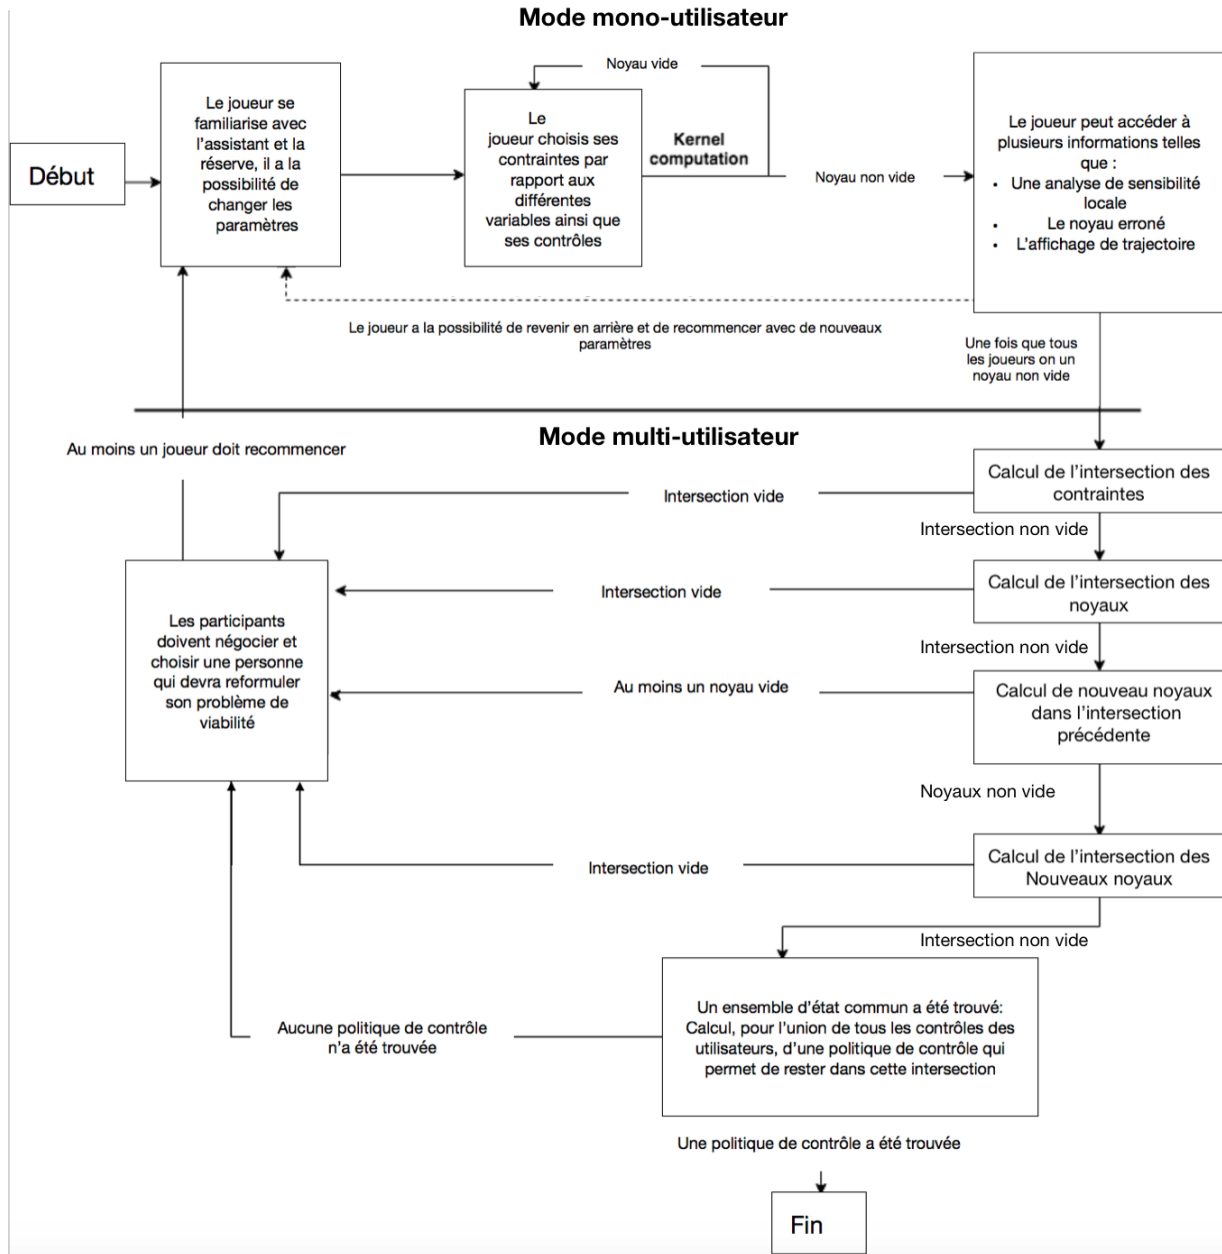 Mode mono-utilisateur
Début
Le joueur se
familiarise avec
l'assistant et la
réserve, il a la
possibilité de
changer les
paramètres
Noyau vide
Le
joueur choisis ses
contraintes par
rapport aux
différentes
variables ainsi que
ses contrôles
Kernel
computation
Noyau non vide
Le joueur peut accéder à
plusieurs informations telles
que :
• Une analyse de sensibilité
locale
• Le noyau erroné
• L'affichage de trajectoire
Le joueur a la possibilité de revenir en arrière et de recommencer avec de nouveaux
paramètres
Une fois que tous
les joueurs on un
noyau non vide
Mode multi-utilisateur
Au moins un joueur doit recommencer
Calcul de l'intersection des
contraintes
Intersection vide
Intersection non vide
Calcul de l'intersection des
noyaux
Intersection vide
Les participants
doivent négocier et
choisir une personne
qui devra reformuler
son problème de
viabilité
Intersection non vide
Calcul de nouveau noyaux
dans l'intersection
précédente
Au moins un noyau vide
Noyaux non vide
Calcul de l'intersection des
Nouveaux noyaux
Intersection vide
Intersection non vide
Un ensemble d'état commun a été trouvé:
Calcul, pour l'union de tous les contrôles des
utilisateurs, d'une politique de contrôle qui
permet de rester dans cette intersection
Aucune politique de contrôle
n'a été trouvée
Une politique de contrôle a été trouvée
Fin